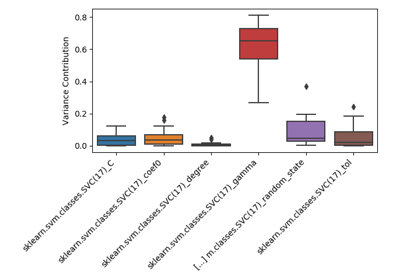 0.8
0.6
0.4
0.2
0.0
Variance Contribution
sklearn.svm.classes.SVC(17)_C
sklearn.svm.classes.SVC(17)_coef0
sklearn.svm.classes.SVC(17)_degree
sklearn.svm.classes.SVC(17)_gamma
[...] m.classes.SVC(17)_random_state
sklearn.svm.classes.SVC(17)_tol